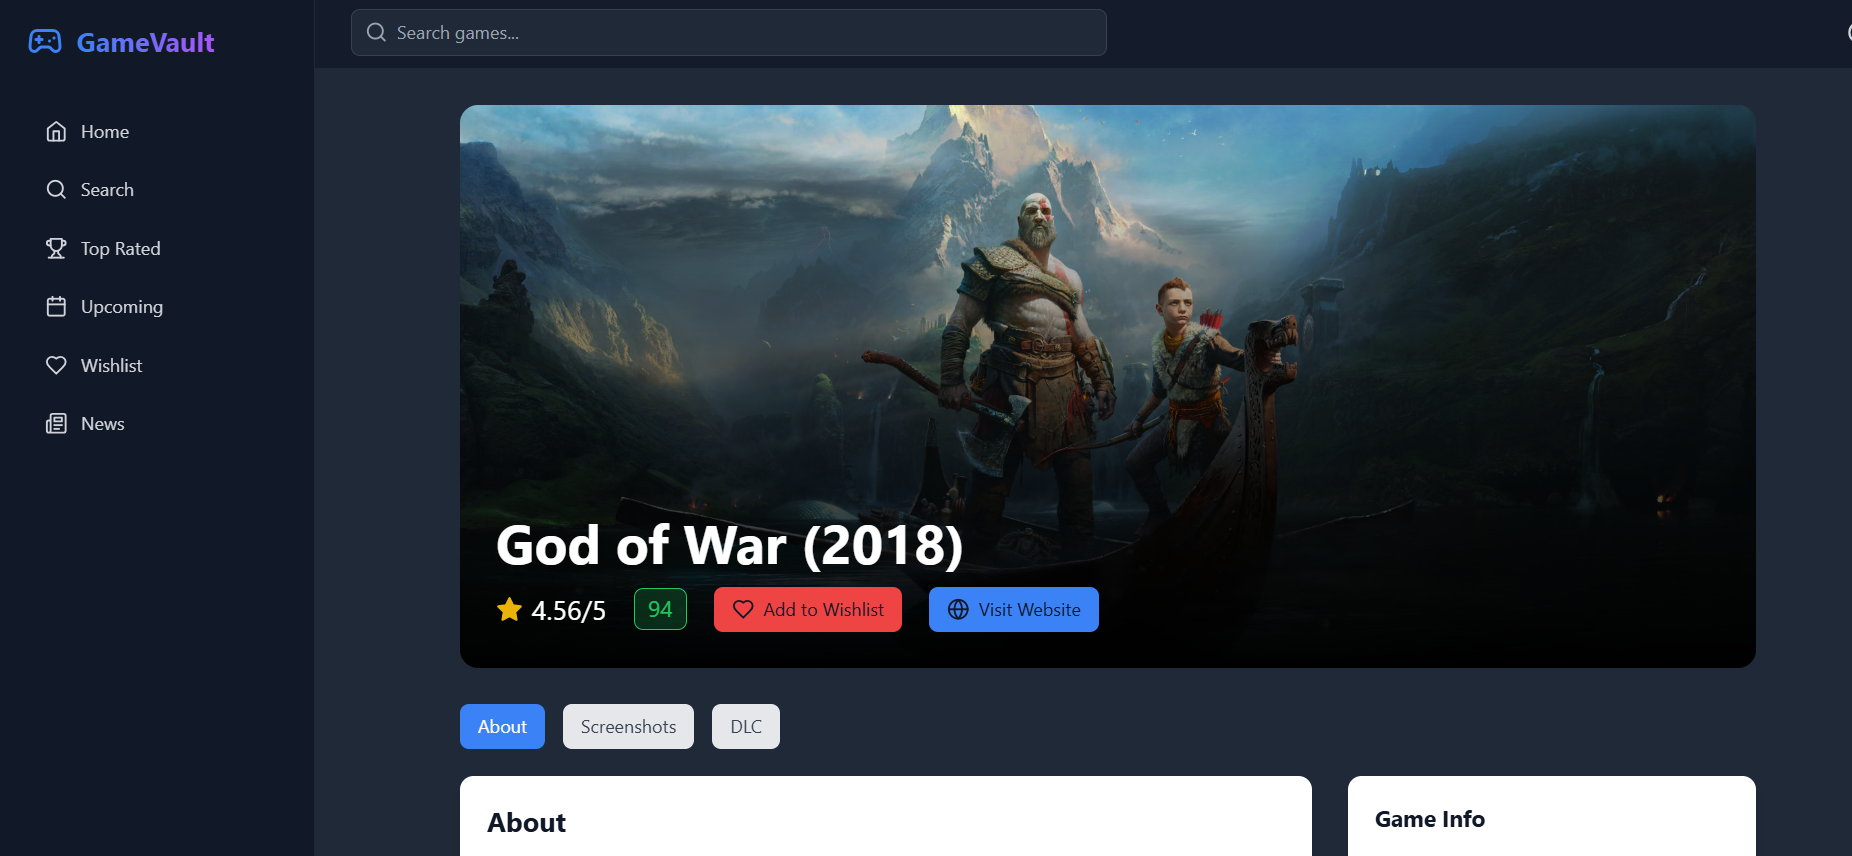 GameVault
Search games...
Home
Search
Top Rated
Upcoming
Wishlist
News
God of War (2018)
4.56/5 94 Add to Wishlist Visit Website
About Screenshots DLC
About
Game Info